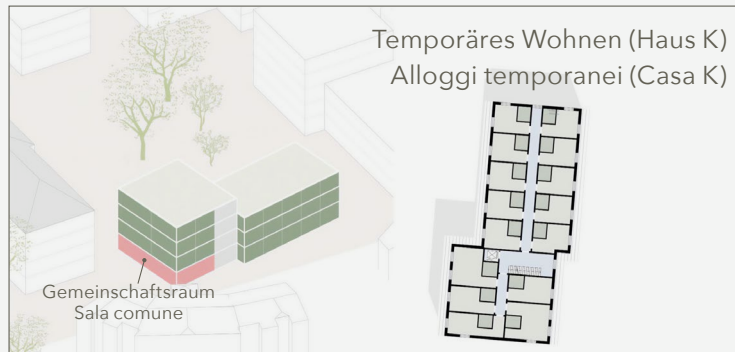 Temporäres Wohnen (Haus K)
Alloggi temporanei (Casa K)
Gemeinschaftsraum
Sala comune